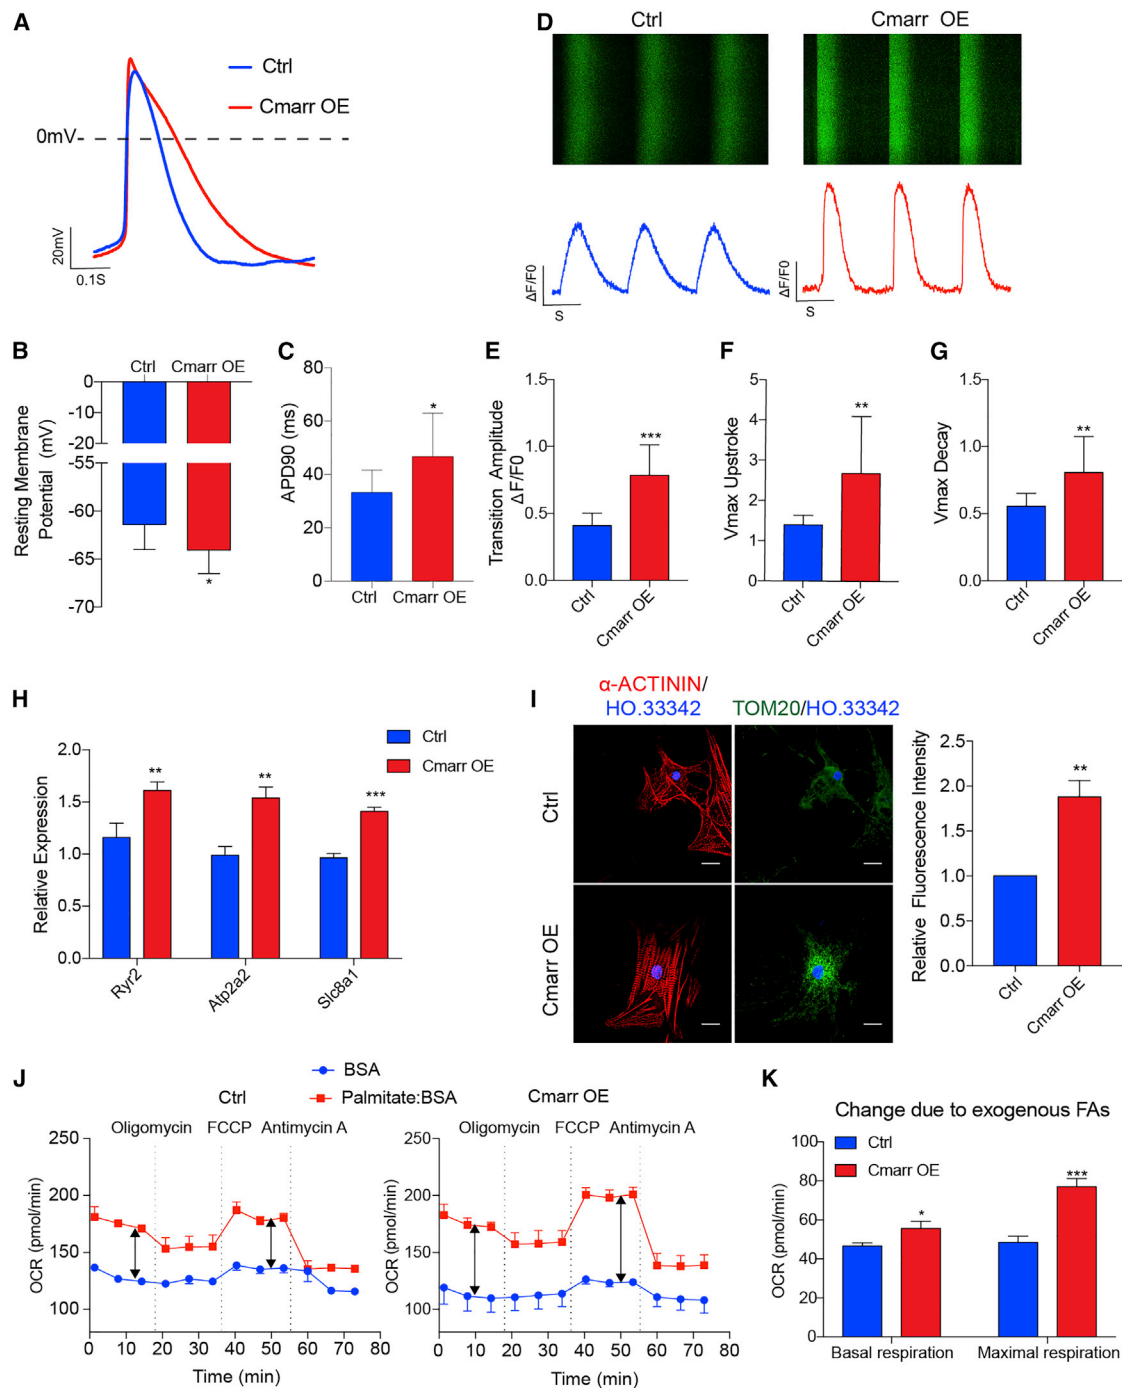 A
Ctrl
Cmarr OE
0mV
20mV
0.1S
D
Ctrl
Cmarr OE
ΔF/F0
S
ΔF/F0
S
B
Ctrl
Cmarr OE
Resting Membrane
Potential (mV)
0
-10
-20
-55
-60
-65
-70
*
C
APD90 (ms)
80
60
40
20
0
*
Ctrl
Cmarr OE
E
Transition Amplitude
ΔF/F0
1.5
1.0
0.5
0.0
***
Ctrl
Cmarr OE
F
Vmax Upstroke
5
4
3
2
1
0
**
Ctrl
Cmarr OE
G
Vmax Decay
1.5
1.0
0.5
0.0
**
Ctrl
Cmarr OE
H
Ctrl
Cmarr OE
Relative Expression
2.0
1.5
1.0
0.5
0.0
**
**
***
Ryr2
Atp2a2
Slc8a1
I
α-ACTININ/
HO.33342
TOM20/HO.33342
Ctrl
Cmarr OE
Relative Fluorescence Intensity
2.5
2.0
1.5
1.0
0.5
0.0
**
Ctrl
Cmarr OE
J
BSA
Palmitate:BSA
Ctrl
Oligomycin FCCP Antimycin A
OCR (pmol/min)
250
200
150
100
0 10 20 30 40 50 60 70 80
Time (min)
Cmarr OE
Oligomycin FCCP Antimycin A
OCR (pmol/min)
250
200
150
100
0 10 20 30 40 50 60 70 80
Time (min)
K
Change due to exogenous FAs
Ctrl
Cmarr OE
OCR (pmol/min)
100
80
60
40
20
0
*
***
Basal respiration
Maximal respiration